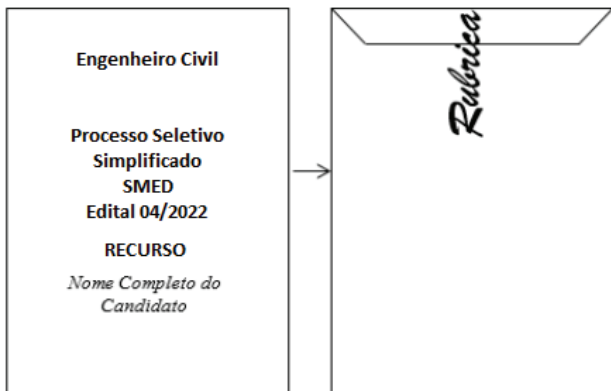 Engenheiro Civil
Processo Seletivo
Simplificado
SMED
Edital 04/2022
RECURSO
Nome Completo do
Candidato
Rubrica